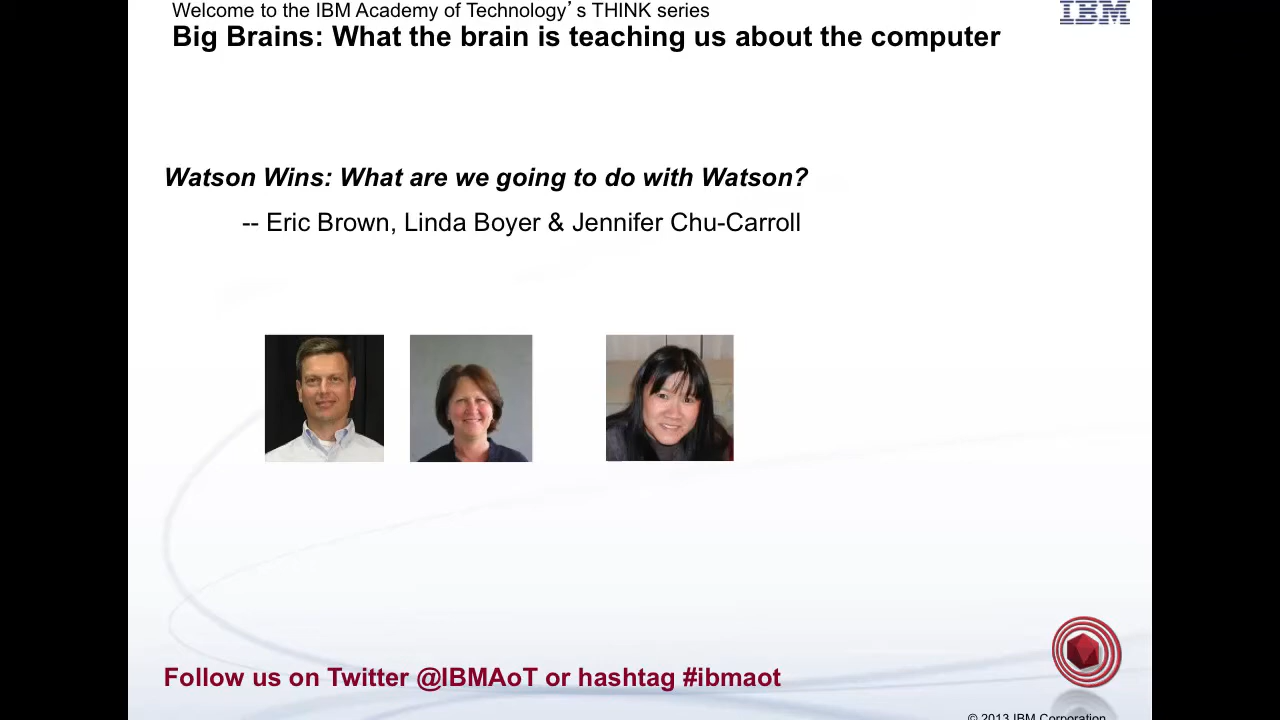 Welcome to the IBM Academy of Technology’s THINK series
IBM
Big Brains: What the brain is teaching us about the computer
Watson Wins: What are we going to do with Watson?
-- Eric Brown, Linda Boyer & Jennifer Chu-Carroll
Follow us on Twitter @IBMAoT or hashtag #ibmaot
© 2013 IBM Corporation